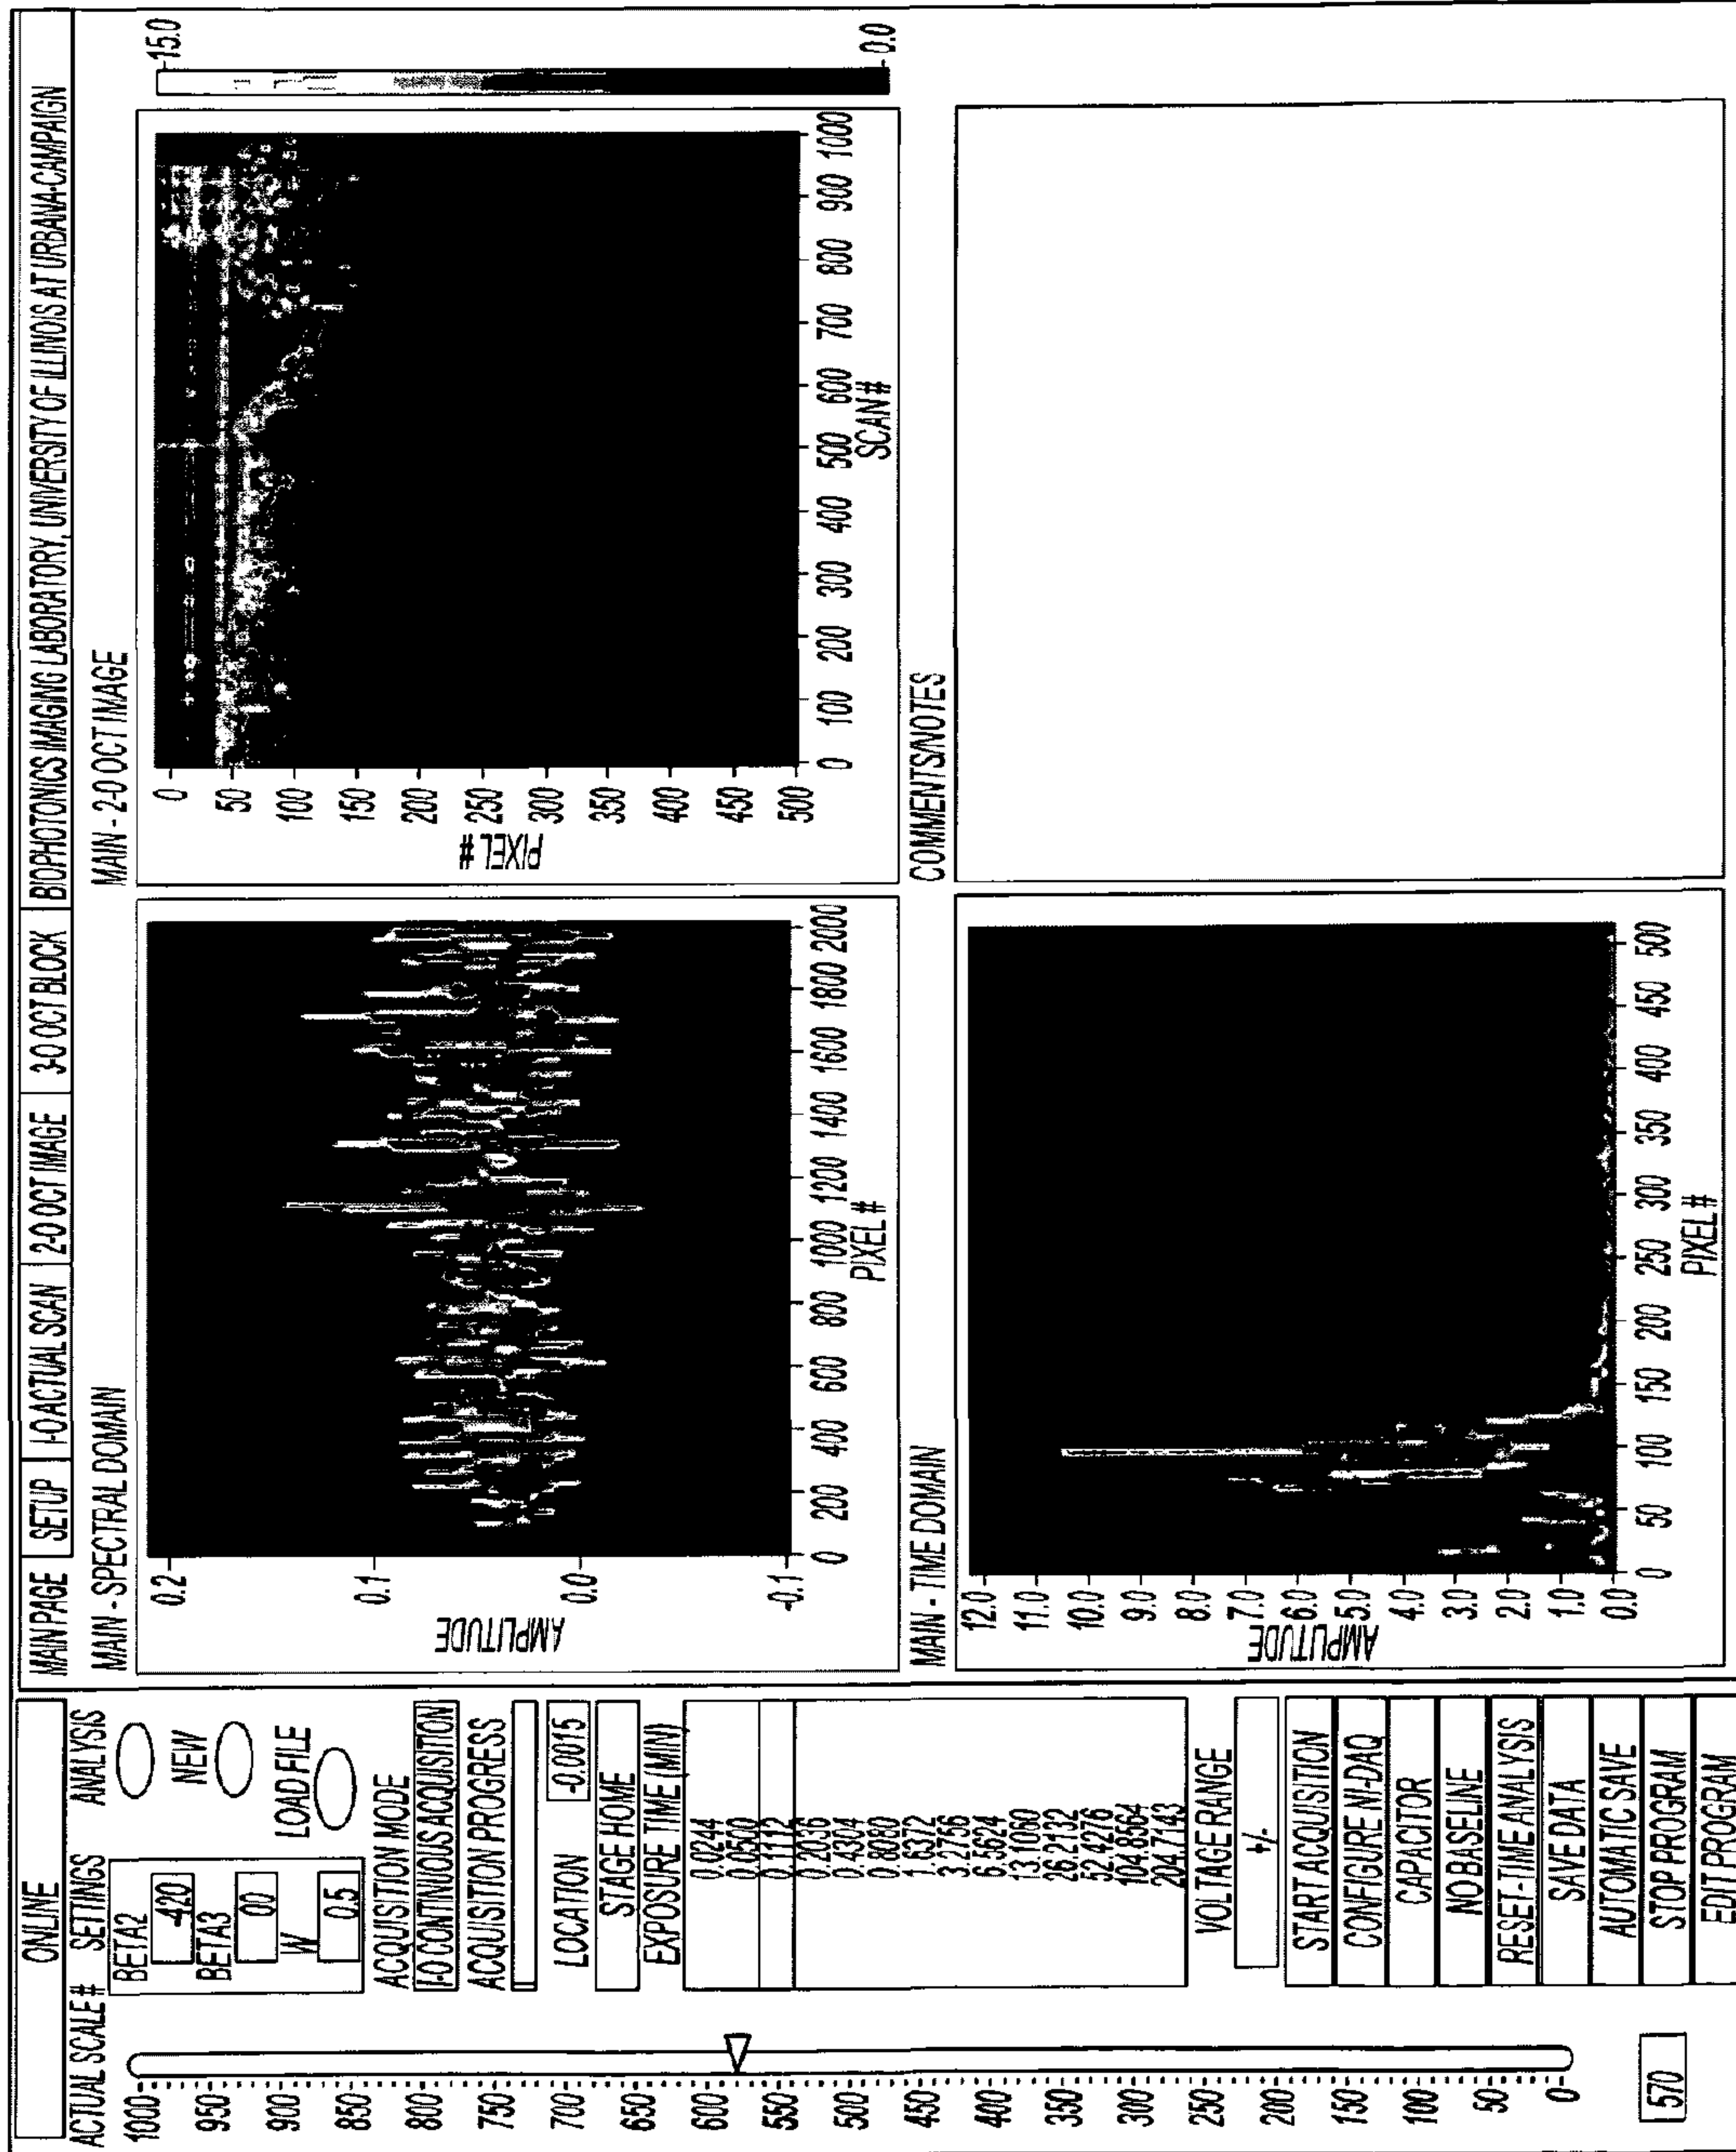 ONLINE
ACTUAL SCALE# SETTINGS ANALYSIS
1000
950
900
850
800
750
700
650
600
550
500
450
400
350
300
250
200
150
100
50
0
570
BETA2
-420
BETA3
00
W
0.5
NEW
LOAD FILE
ACQUISITION MODE
1-0 CONTINUOUS ACQUISITION
ACQUISITION PROGRESS
LOCATION -0.0015
STAGE HOME
EXPOSURE TIME (MIN)
0.0244
0.0500
0.1112
0.2036
0.4304
0.8080
1.6372
3.2756
6.5624
13.1060
26.2132
52.4276
104.8564
204.7143
VOLTAGE RANGE
+/-
START ACQUISITION
CONFIGURE NI-DAQ
CAPACITOR
NO BASELINE
RESET-TIME ANALYSIS
SAVE DATA
AUTOMATIC SAVE
STOP PROGRAM
EDIT PROGRAM
MAIN PAGE SETUP 1-0 ACTUAL SCAN 2-0 OCT IMAGE 3-0 OCT BLOCK BIOPHOTONICS IMAGING LABORATORY, UNIVERSITY OF ILLINOIS AT URBANA-CAMPAIGN
MAIN - SPECTRAL DOMAIN
AMPLITUDE
0.2
0.1
0.0
-0.1
0 200 400 600 800 1000 1200 1400 1600 1800 2000
PIXEL #
MAIN - 2-0 OCT IMAGE
PIXEL #
0
50
100
150
200
250
300
350
400
450
500
0 100 200 300 400 500 600 700 800 900 1000
SCAN #
15.0
0.0
MAIN - TIME DOMAIN
AMPLITUDE
12.0
11.0
10.0
9.0
8.0
7.0
6.0
15.0
4.0
3.0
2.0
1.0
0.0
0 50 100 150 200 250 300 350 400 450 500
PIXEL #
COMMENTS/NOTES